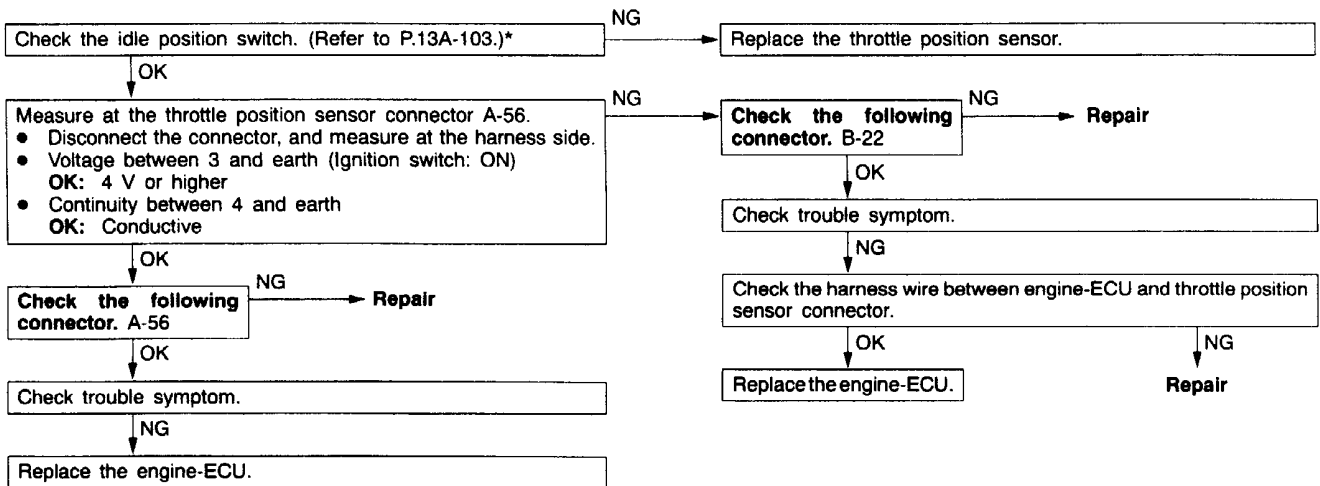 Check the idle position switch. (Refer to P.13A-103.)*
NG
Replace the throttle position sensor.
OK
Measure at the throttle position sensor connector A-56.
● Disconnect the connector, and measure at the harness side.
● Voltage between 3 and earth (Ignition switch: ON)
OK: 4 V or higher
● Continuity between 4 and earth
OK: Conductive
NG
Check the following
connector. B-22
NG
Repair
OK
Check trouble symptom.
NG
Check the harness wire between engine-ECU and throttle position
sensor connector.
OK
Replace the engine-ECU.
NG
Repair
OK
Check the following
connector. A-56
NG
Repair
OK
Check trouble symptom.
NG
Replace the engine-ECU.